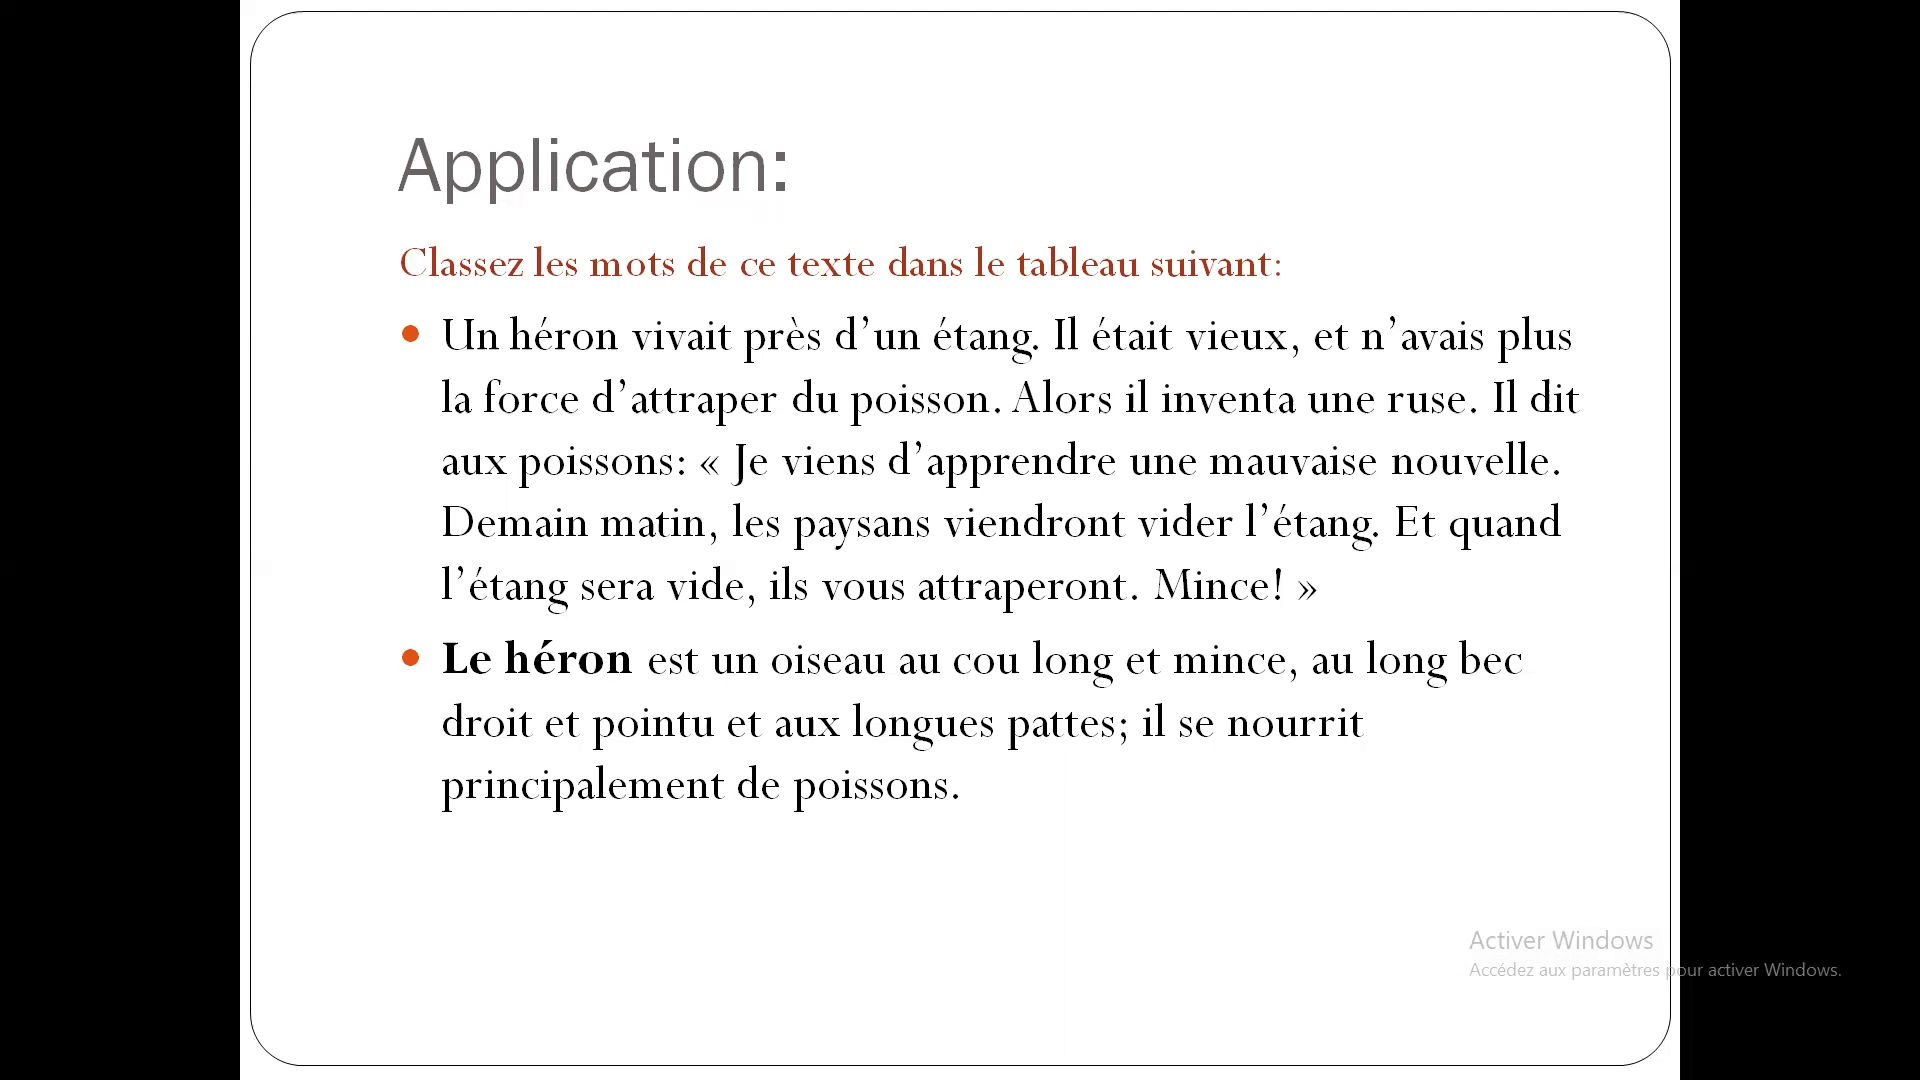 Application:
Classez les mots de ce texte dans le tableau suivant:
• Un héron vivait près d’un étang. Il était vieux, et n’avais plus
la force d’attraper du poisson. Alors il inventa une ruse. Il dit
aux poissons: « Je viens d’apprendre une mauvaise nouvelle.
Demain matin, les paysans viendront vider l’étang. Et quand
l’étang sera vide, ils vous attraperont. Mince! »
• Le héron est un oiseau au cou long et mince, au long bec
droit et pointu et aux longues pattes; il se nourrit
principalement de poissons.
Activer Windows
Accédez aux paramètres pour activer Windows.